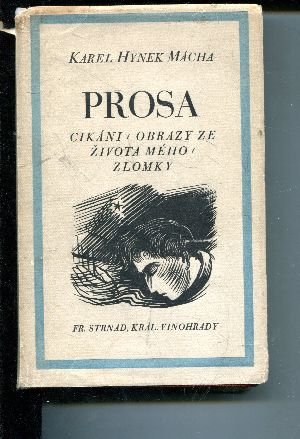 KAREL HYNEK MÁCHA
PROSA
CIKÁNI / OBRAZY ZE
ŽIVOTA MÉHO /
ZLOMKY
FR. STRNAD, KRÁL. VINOHRADY